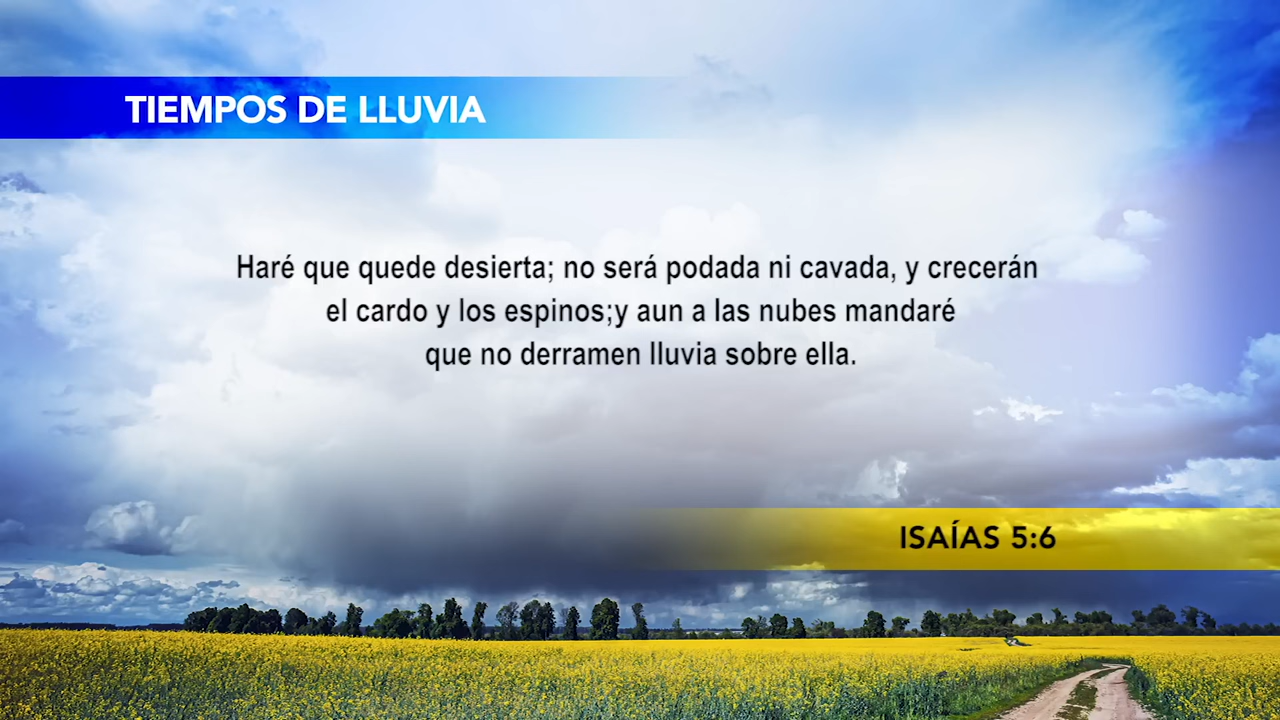 TIEMPOS DE LLUVIA
Haré que quede desierta; no será podada ni cavada, y crecerán
el cardo y los espinos;y aun a las nubes mandaré
que no derramen lluvia sobre ella.
ISAÍAS 5:6